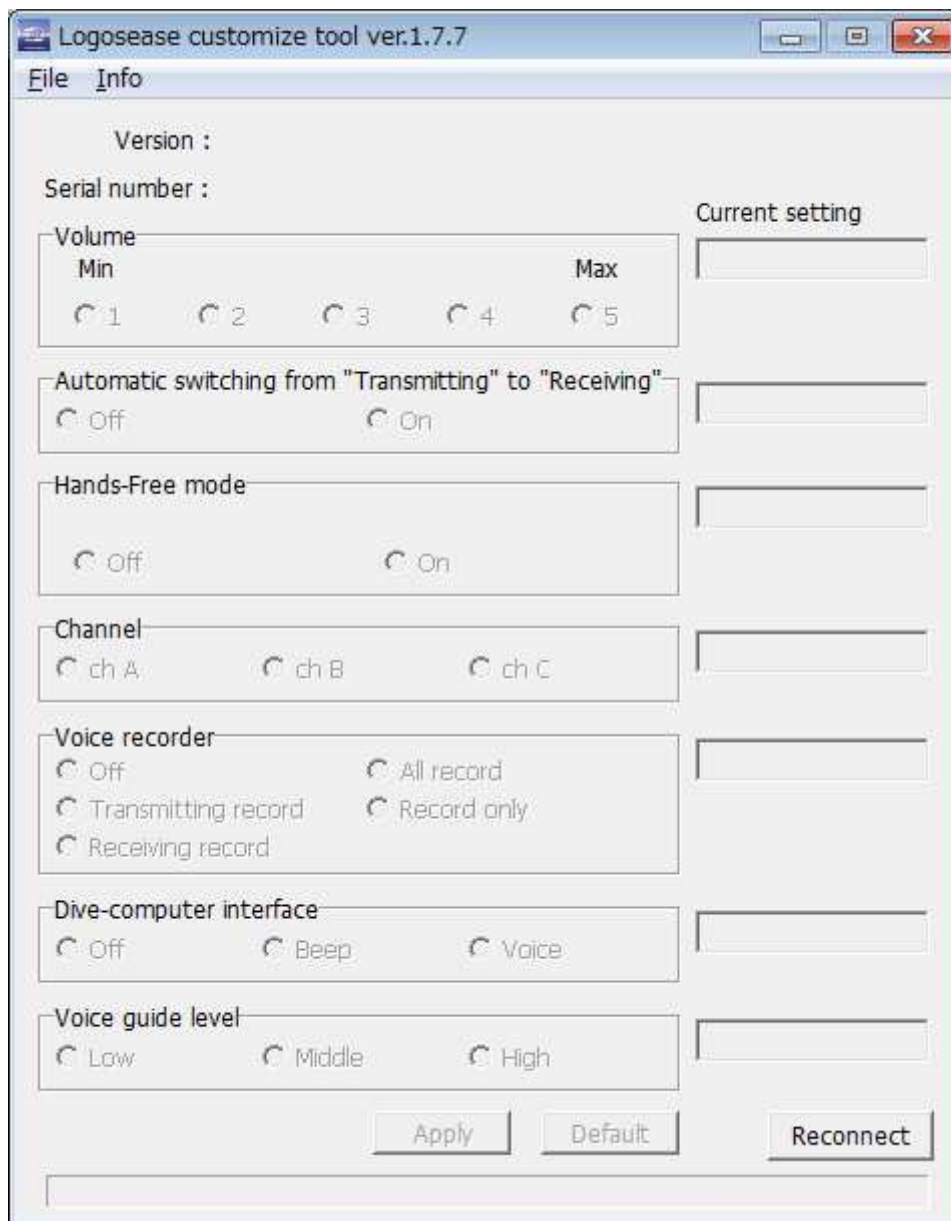 Logosease customize tool ver.1.7.7
File Info
Version :
Serial number :
Current setting
Volume
Min Max
1 2 3 4 5
Automatic switching from "Transmitting" to "Receiving"
Off On
Hands-Free mode
Off On
Channel
ch A ch B ch C
Voice recorder
Off All record
Transmitting record Record only
Receiving record
Dive-computer interface
Off Beep Voice
Voice guide level
Low Middle High
Apply Default Reconnect